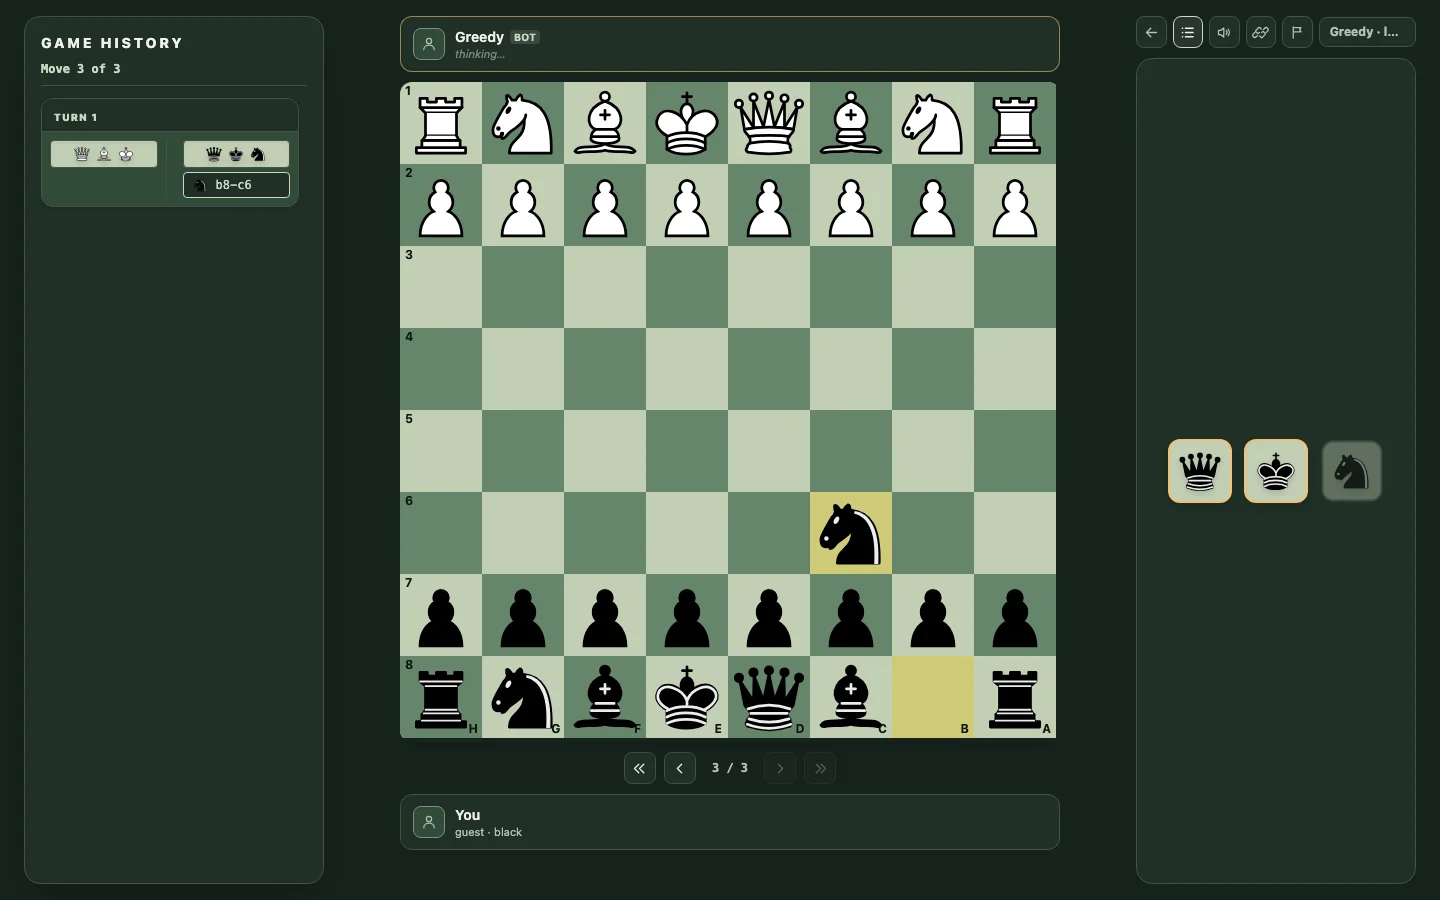 GAME HISTORY
Move 3 of 3
TURN 1
b8–c6
Greedy BOT
thinking...
1
2
3
4
5
6
7
8
H G F E D C B A
3 / 3
You
guest · black
Greedy · I...